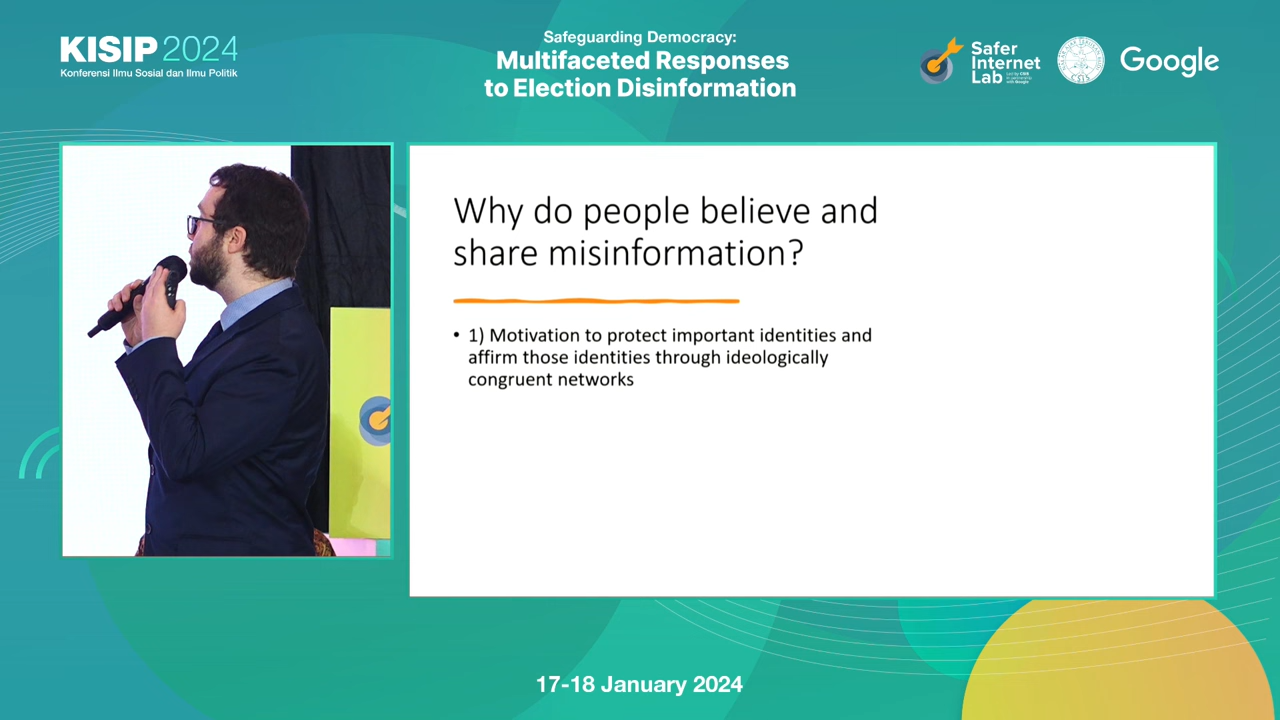 KISIP 2024
Konferensi Ilmu Sosial dan Ilmu Politik
Safeguarding Democracy:
Multifaceted Responses
to Election Disinformation
Safer
Internet
Lab
CSIS
Google
Why do people believe and
share misinformation?
• 1) Motivation to protect important identities and
affirm those identities through ideologically
congruent networks
17-18 January 2024